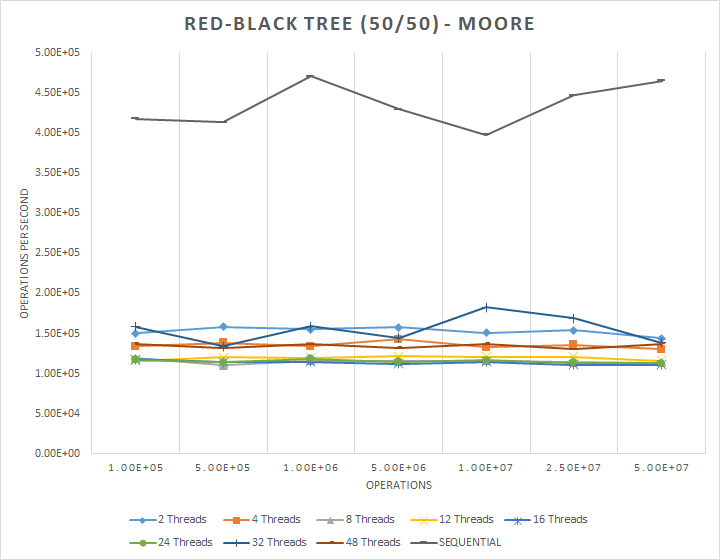 RED-BLACK TREE (50/50) - MOORE
5.00E+05
4.50E+05
4.00E+05
3.50E+05
3.00E+05
2.50E+05
2.00E+05
1.50E+05
1.00E+05
5.00E+04
0.00E+00
OPERATIONS PER SECOND
1.00E+05 5.00E+05 1.00E+06 5.00E+06 1.00E+07 2.50E+07 5.00E+07
OPERATIONS
2 Threads 4 Threads 8 Threads 12 Threads 16 Threads
24 Threads 32 Threads 48 Threads SEQUENTIAL